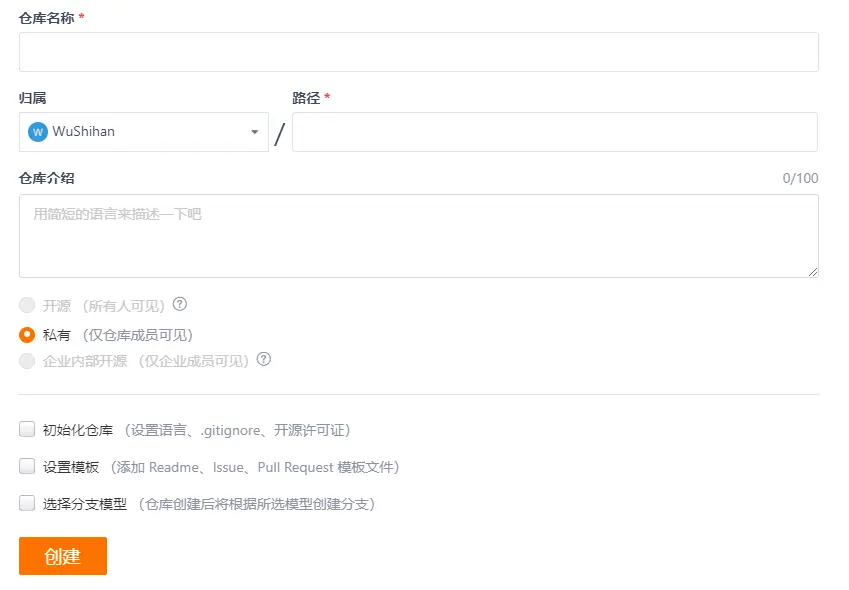 仓库名称 *
归属
路径 *
W WuShihan
/
仓库介绍
0/100
用简短的语言来描述一下吧
开源 (所有人可见) ?
私有 (仅仓库成员可见)
企业内部开源 (仅企业成员可见) ?
初始化仓库 (设置语言、.gitignore、开源许可证)
设置模板 (添加 Readme、Issue、Pull Request 模板文件)
选择分支模型 (仓库创建后将根据所选模型创建分支)
创建